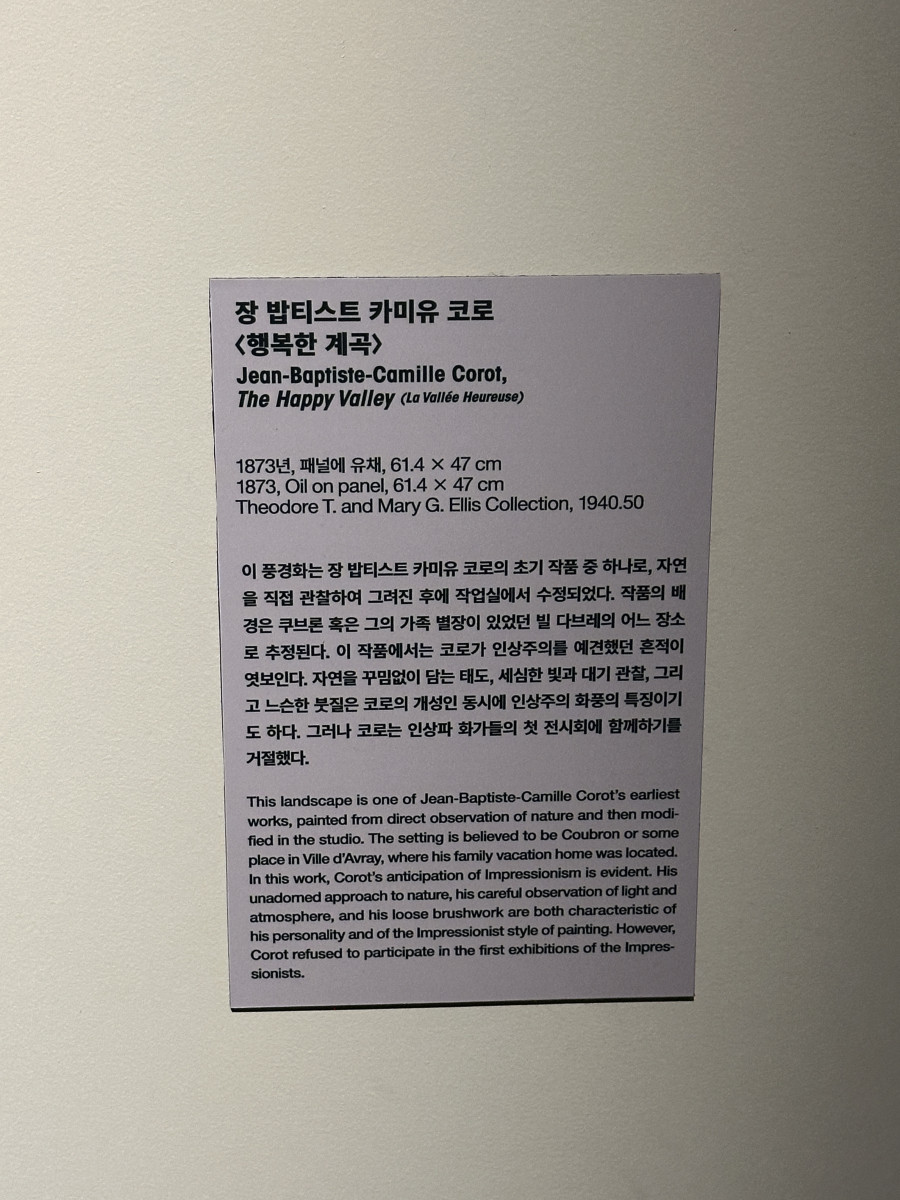 장 밥티스트 카미유 코로
〈행복한 계곡〉
Jean-Baptiste-Camille Corot,
The Happy Valley (La Vallée Heureuse)
1873년, 패널에 유채, 61.4 × 47 cm
1873, Oil on panel, 61.4 × 47 cm
Theodore T. and Mary G. Ellis Collection, 1940.50
이 풍경화는 장 밥티스트 카미유 코로의 초기 작품 중 하나로, 자연
을 직접 관찰하여 그려진 후에 작업실에서 수정되었다. 작품의 배
경은 쿠브론 혹은 그의 가족 별장이 있었던 빌 다브레의 어느 장소
로 추정된다. 이 작품에서는 코로가 인상주의를 예견했던 흔적이
엿보인다. 자연을 꾸밈없이 담는 태도, 세심한 빛과 대기 관찰, 그리
고 느슨한 붓질은 코로의 개성인 동시에 인상주의 화풍의 특징이기
도 하다. 그러나 코로는 인상파 화가들의 첫 전시회에 함께하기를
거절했다.
This landscape is one of Jean-Baptiste-Camille Corot's earliest
works, painted from direct observation of nature and then modi-
fied in the studio. The setting is believed to be Coubron or some
place in Ville d'Avray, where his family vacation home was located.
In this work, Corot's anticipation of Impressionism is evident. His
unadorned approach to nature, his careful observation of light and
atmosphere, and his loose brushwork are both characteristic of
his personality and of the Impressionist style of painting. However,
Corot refused to participate in the first exhibitions of the Impres-
sionists.